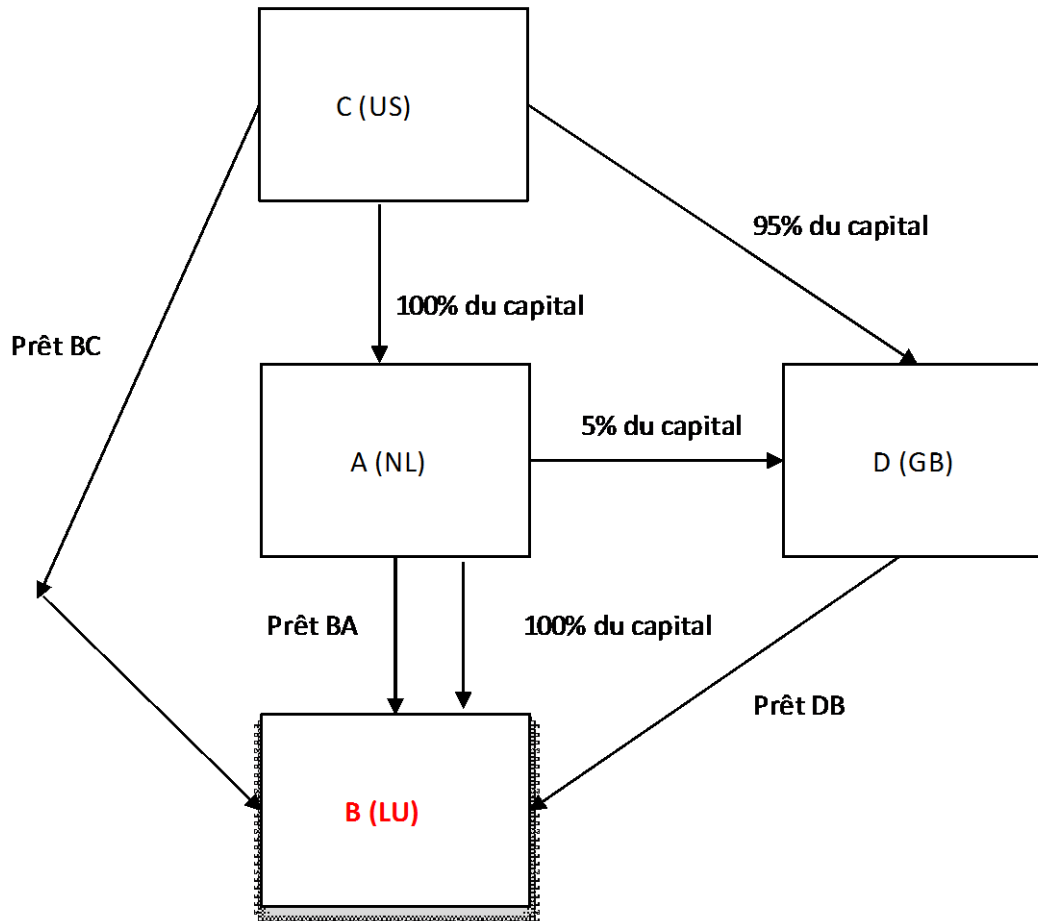 C (US)
95% du capital
100% du capital
Prêt BC
5% du capital
A (NL)
D (GB)
Prêt BA
100% du capital
Prêt DB
B (LU)